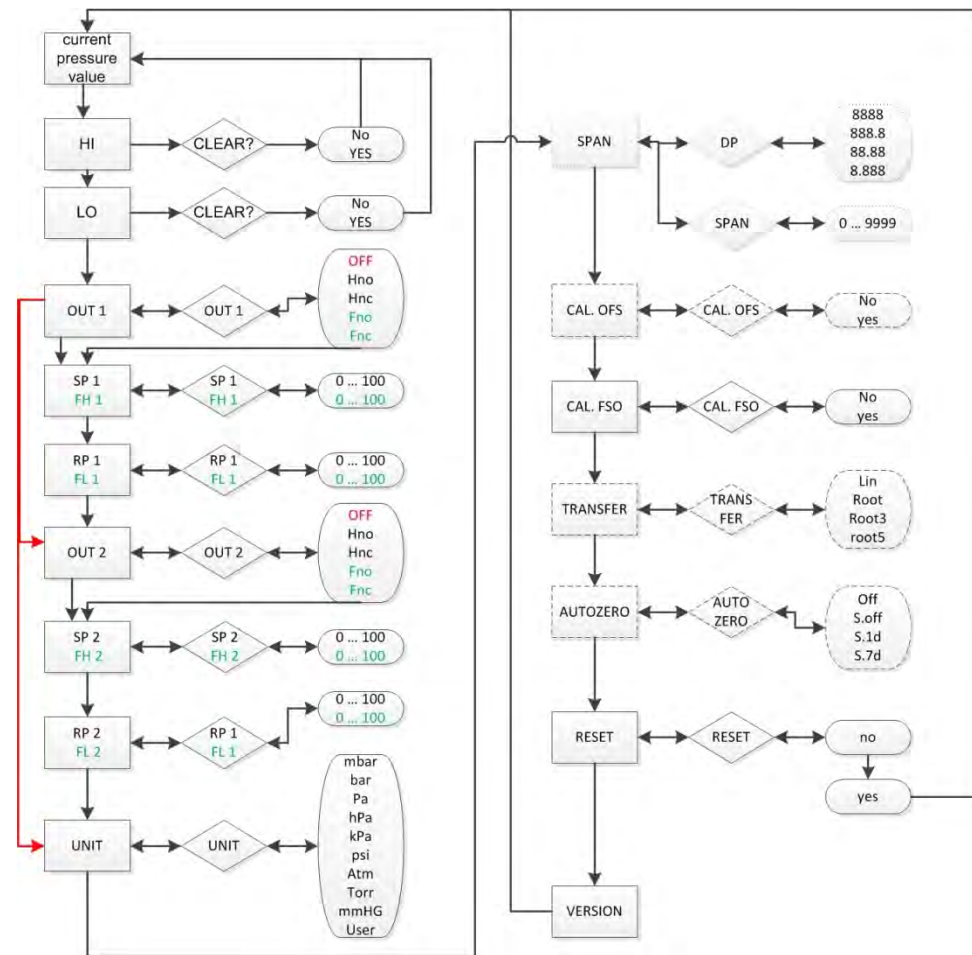 current
pressure
value
HI
CLEAR?
No
YES
LO
CLEAR?
No
YES
OUT 1
OUT 1
OFF
Hno
Hnc
Fno
Fnc
SP 1
FH 1
SP 1
FH 1
0 ... 100
0 ... 100
RP 1
FL 1
RP 1
FL 1
0 ... 100
0 ... 100
OUT 2
OUT 2
OFF
Hno
Hnc
Fno
Fnc
SP 2
FH 2
SP 2
FH 2
0 ... 100
0 ... 100
RP 2
FL 2
RP 1
FL 1
0 ... 100
0 ... 100
UNIT
UNIT
mbar
bar
Pa
hPa
kPa
psi
Atm
Torr
mmHG
User
SPAN
DP
8888
888.8
88.88
8.888
SPAN
0 ... 9999
CAL. OFS
CAL. OFS
No
yes
CAL. FSO
CAL. FSO
No
yes
TRANSFER
TRANS
FER
Lin
Root
Root3
root5
AUTOZERO
AUTO
ZERO
Off
S.off
S.1d
S.7d
RESET
RESET
no
yes
VERSION